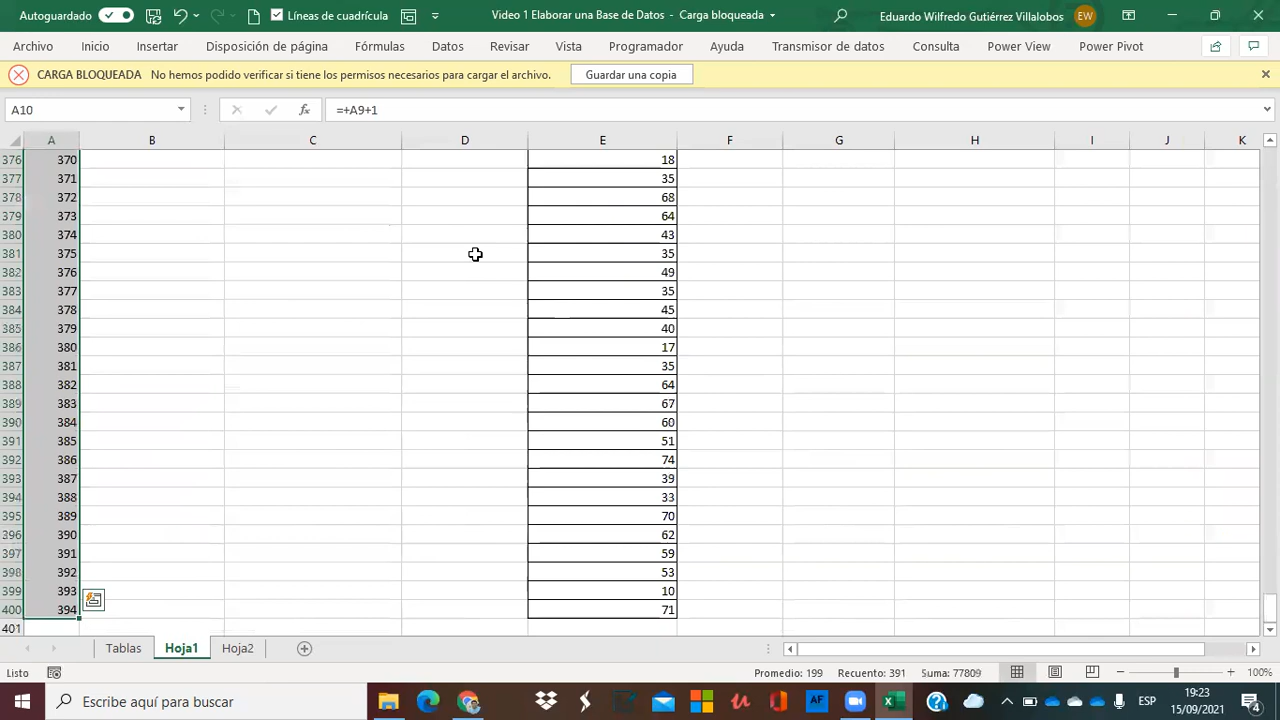 Autoguardado Líneas de cuadrícula Video 1 Elaborar una Base de Datos - Carga bloqueada Eduardo Wilfredo Gutiérrez Villalobos EW
Archivo Inicio Insertar Disposición de página Fórmulas Datos Revisar Vista Programador Ayuda Transmisor de datos Consulta Power View Power Pivot
CARGA BLOQUEADA No hemos podido verificar si tiene los permisos necesarios para cargar el archivo. Guardar una copia
A10 fx =+A9+1
A B C D E F G H I J K
376 370 18
377 371 35
378 372 68
379 373 64
380 374 43
381 375 35
382 376 49
383 377 35
384 378 45
385 379 40
386 380 17
387 381 35
388 382 64
389 383 67
390 384 60
391 385 51
392 386 74
393 387 39
394 388 33
395 389 70
396 390 62
397 391 59
398 392 53
399 393 10
400 394 71
401
Tablas Hoja1 Hoja2
Listo Promedio: 199 Recuento: 391 Suma: 77809 100%
Escribe aquí para buscar AF ESP 19:23
15/09/2021 4